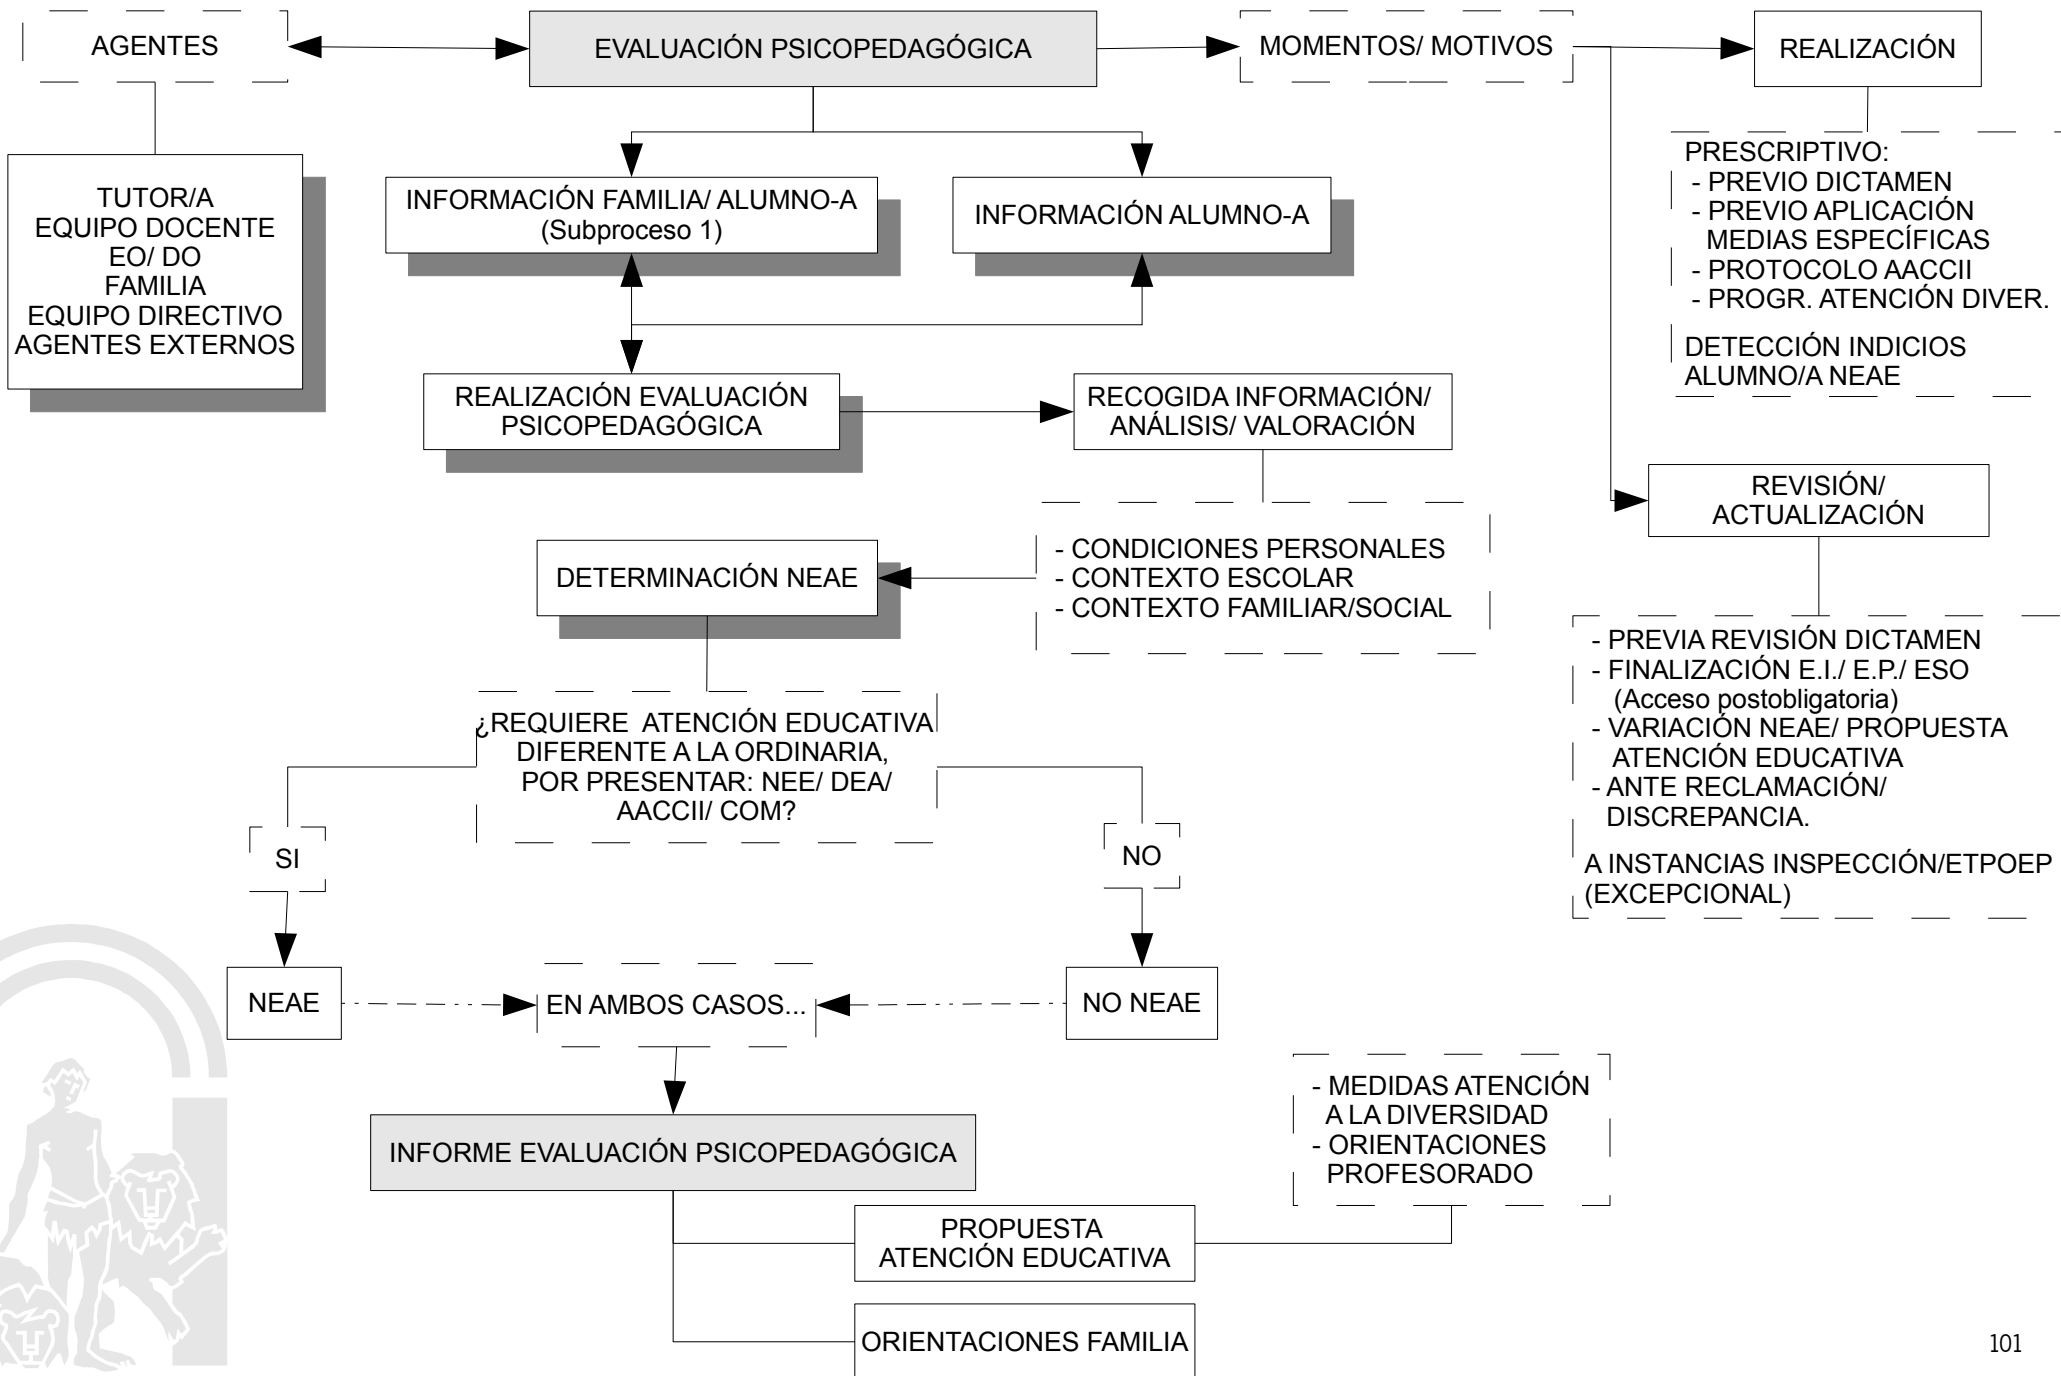 AGENTES
EVALUACIÓN PSICOPEDAGÓGICA
MOMENTOS/ MOTIVOS
REALIZACIÓN
TUTOR/A
EQUIPO DOCENTE
EO/ DO
FAMILIA
EQUIPO DIRECTIVO
AGENTES EXTERNOS
INFORMACIÓN FAMILIA/ ALUMNO-A
(Subproceso 1)
INFORMACIÓN ALUMNO-A
PRESCRIPTIVO:
- PREVIO DICTAMEN
- PREVIO APLICACIÓN
MEDIAS ESPECÍFICAS
- PROTOCOLO AACCII
- PROGR. ATENCIÓN DIVER.
DETECCIÓN INDICIOS
ALUMNO/A NEAE
REALIZACIÓN EVALUACIÓN
PSICOPEDAGÓGICA
RECOGIDA INFORMACIÓN/
ANÁLISIS/ VALORACIÓN
REVISIÓN/
ACTUALIZACIÓN
DETERMINACIÓN NEAE
- CONDICIONES PERSONALES
- CONTEXTO ESCOLAR
- CONTEXTO FAMILIAR/SOCIAL
- PREVIA REVISIÓN DICTAMEN
- FINALIZACIÓN E.I./ E.P./ ESO
(Acceso postobligatoria)
- VARIACIÓN NEAE/ PROPUESTA
ATENCIÓN EDUCATIVA
- ANTE RECLAMACIÓN/
DISCREPANCIA.
A INSTANCIAS INSPECCIÓN/ETPOEP
(EXCEPCIONAL)
¿REQUIERE ATENCIÓN EDUCATIVA
DIFERENTE A LA ORDINARIA,
POR PRESENTAR: NEE/ DEA/
AACCII/ COM?
SI
NO
NEAE
EN AMBOS CASOS...
NO NEAE
INFORME EVALUACIÓN PSICOPEDAGÓGICA
- MEDIDAS ATENCIÓN
A LA DIVERSIDAD
- ORIENTACIONES
PROFESORADO
PROPUESTA
ATENCIÓN EDUCATIVA
ORIENTACIONES FAMILIA
101